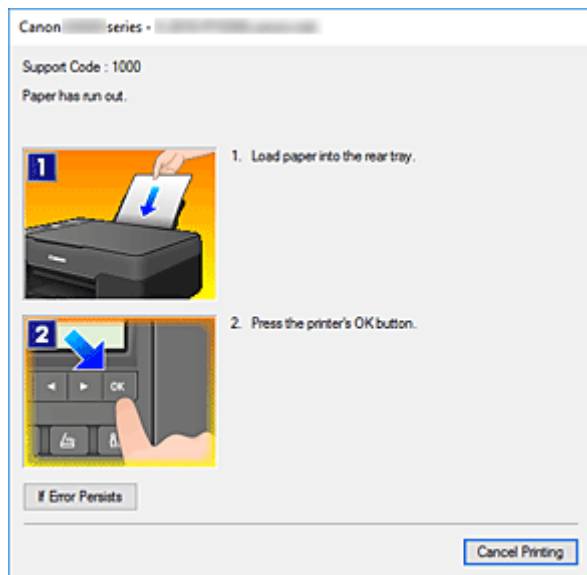 Canon series -
Support Code : 1000
Paper has run out.
1
1. Load paper into the rear tray.
2
2. Press the printer's OK button.
OK
If Error Persists
Cancel Printing